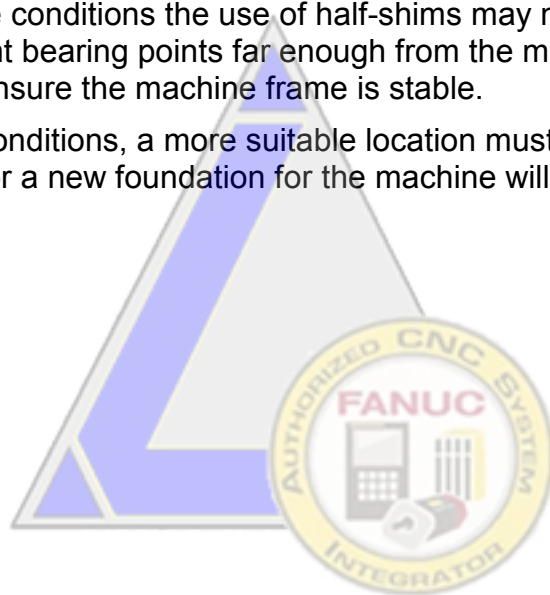 e conditions the use of half-shims may
t bearing points far enough from the
nsure the machine frame is stable.
onditions, a more suitable location must
r a new foundation for the machine will
AUTHORIZED CNC SYSTEM
FANUC
INTEGRATOR